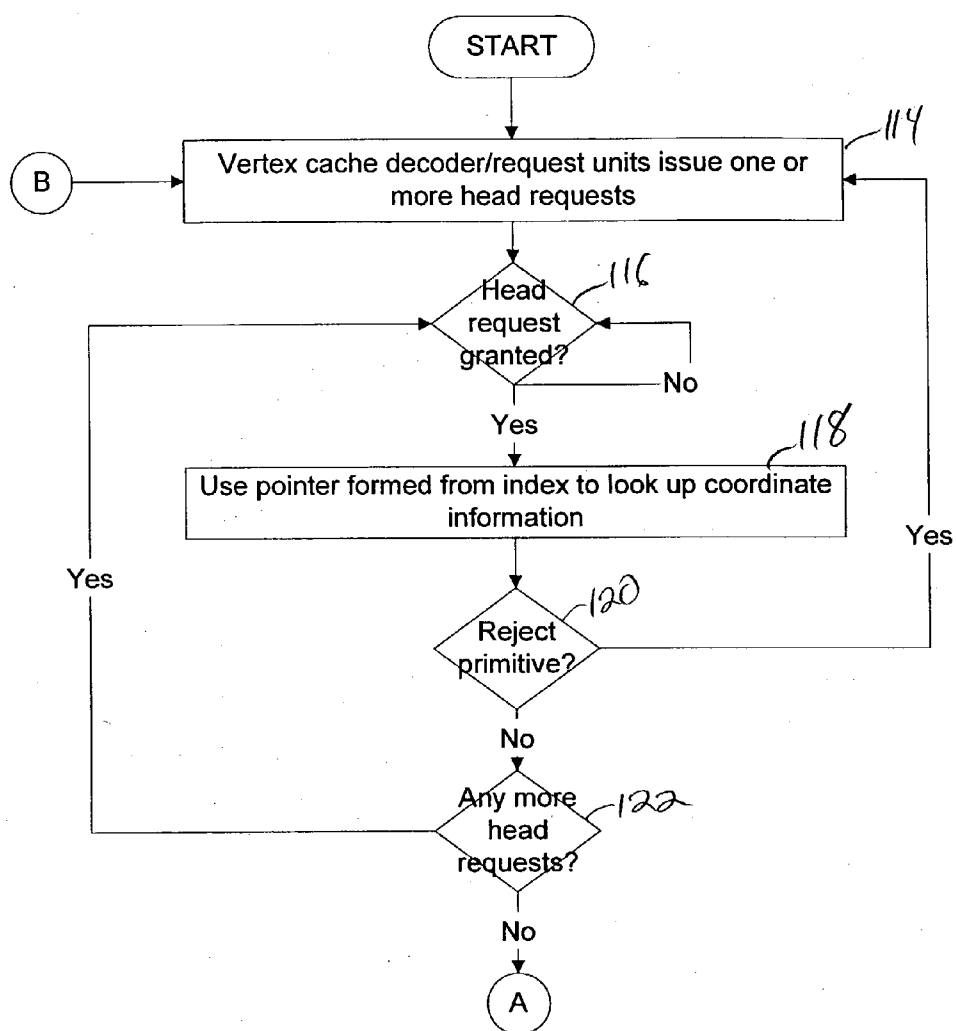 START
114
B
Vertex cache decoder/request units issue one or
more head requests
116
Head
request
granted?
No
Yes
118
Use pointer formed from index to look up coordinate
information
Yes
Yes
120
Reject
primitive?
No
122
Any more
head
requests?
No
A